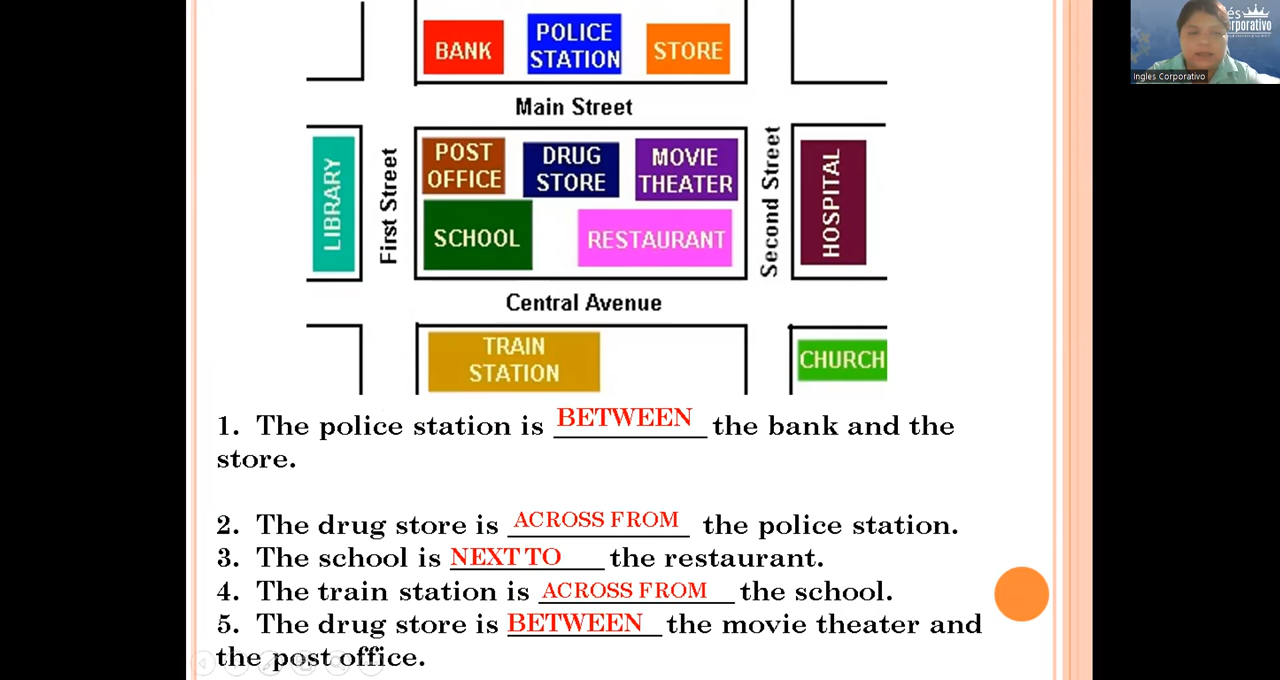 BANK
POLICE
STATION
STORE
Main Street
LIBRARY
First Street
POST
OFFICE
DRUG
STORE
MOVIE
THEATER
SCHOOL
RESTAURANT
Second Street
HOSPITAL
Central Avenue
TRAIN
STATION
CHURCH
1. The police station is BETWEEN the bank and the
store.
2. The drug store is ACROSS FROM the police station.
3. The school is NEXT TO the restaurant.
4. The train station is ACROSS FROM the school.
5. The drug store is BETWEEN the movie theater and
the post office.
Ingles Corporativo